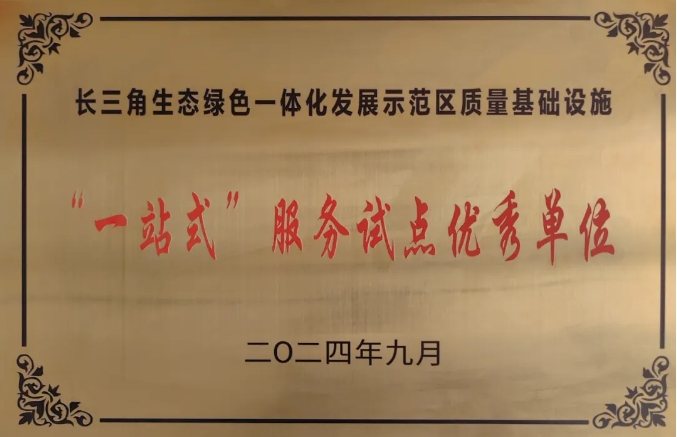 长三角生态绿色一体化发展示范区质量基础设施
“一站式”服务试点优秀单位
二O二四年九月